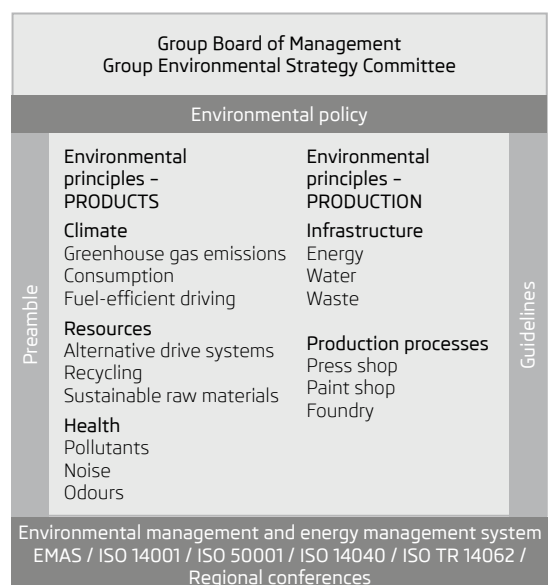 Group Board of Management
Group Environmental Strategy Committee
Environmental policy
Preamble
Environmental
principles –
PRODUCTS
Climate
Greenhouse gas emissions
Consumption
Fuel-efficient driving
Resources
Alternative drive systems
Recycling
Sustainable raw materials
Health
Pollutants
Noise
Odours
Environmental
principles –
PRODUCTION
Infrastructure
Energy
Water
Waste
Production processes
Press shop
Paint shop
Foundry
Guidelines
Environmental management and energy management system
EMAS / ISO 14001 / ISO 50001 / ISO 14040 / ISO TR 14062 /
Regional conferences